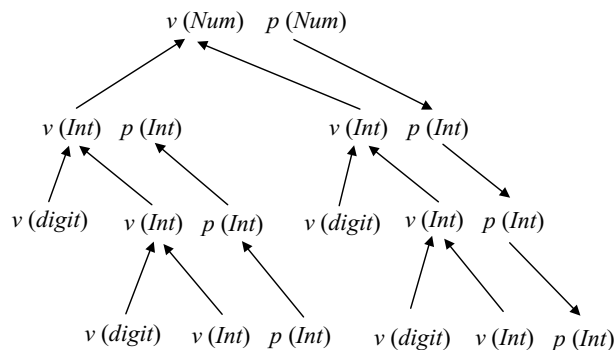 v (Num) p (Num)
v (Int) p (Int) v (Int) p (Int)
v (digit) v (Int) p (Int) v (digit) v (Int) p (Int)
v (digit) v (Int) p (Int) v (digit) v (Int) p (Int)